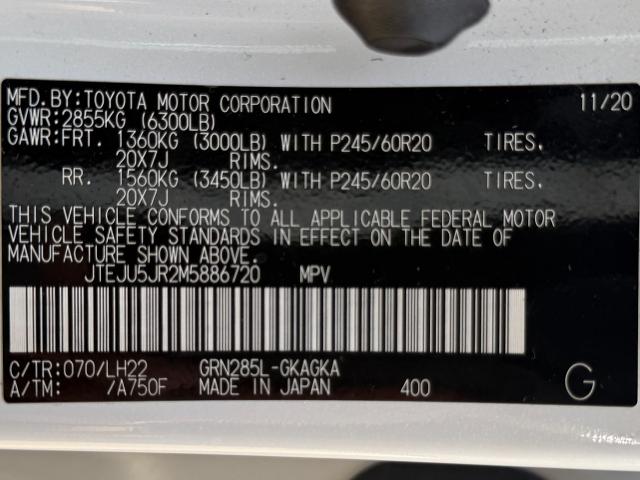 MFD.BY:TOYOTA MOTOR CORPORATION 11/20
GVWR:2855KG (6300LB)
GAWR:FRT. 1360KG (3000LB) WITH P245/60R20 TIRES.
20X7J RIMS.
RR. 1560KG (3450LB) WITH P245/60R20 TIRES.
20X7J RIMS.
THIS VEHICLE CONFORMS TO ALL APPLICABLE FEDERAL MOTOR
VEHICLE SAFETY STANDARDS IN EFFECT ON THE DATE OF
MANUFACTURE SHOWN ABOVE.
JTEJU5JR2M5886720 MPV
C/TR:070/LH22 GRN285L-GKAGKA
A/TM: /A750F MADE IN JAPAN 400 G